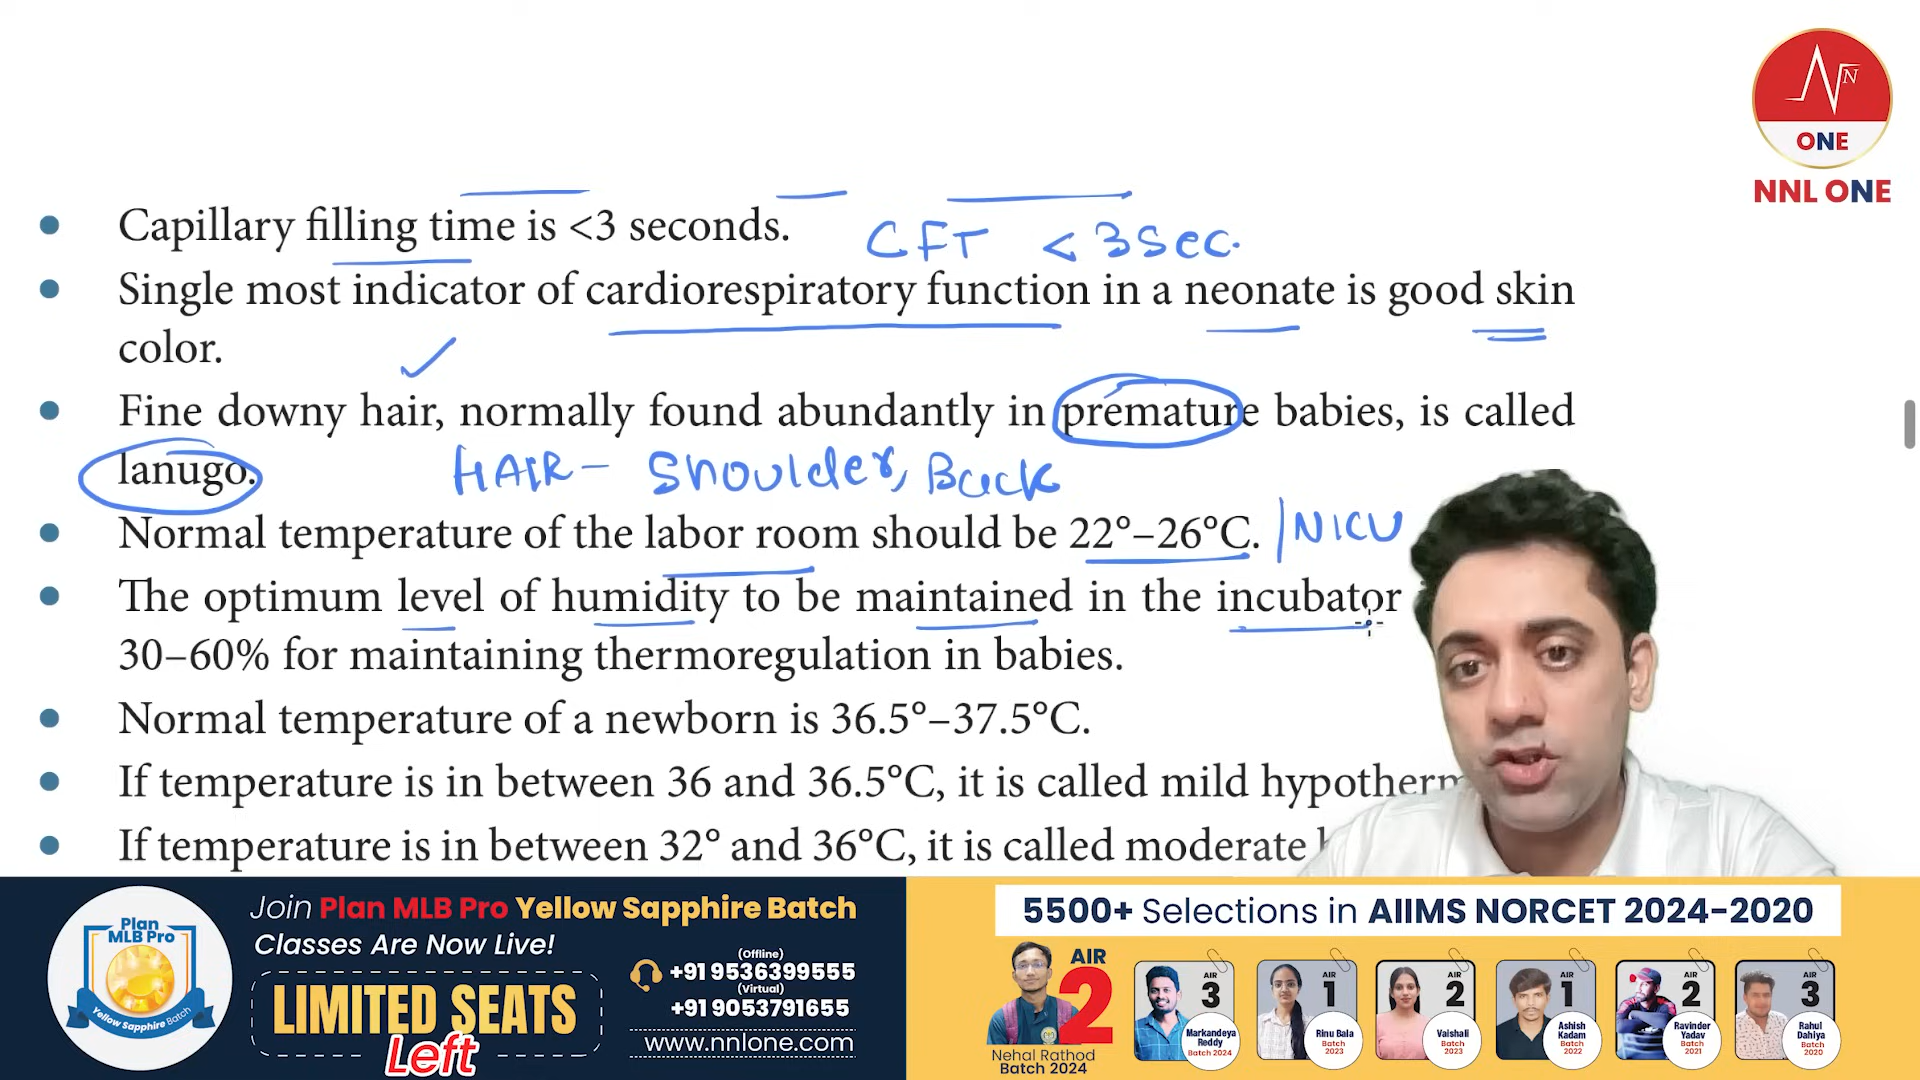 N
ONE
NNL ONE
• Capillary filling time is <3 seconds. CFT <3Sec.
• Single most indicator of cardiorespiratory function in a neonate is good skin
color.
• Fine downy hair, normally found abundantly in premature babies, is called
lanugo. HAIR – Shoulder, Back
• Normal temperature of the labor room should be 22°–26°C. /NICU
• The optimum level of humidity to be maintained in the incubator
30–60% for maintaining thermoregulation in babies.
• Normal temperature of a newborn is 36.5°–37.5°C.
• If temperature is in between 36 and 36.5°C, it is called mild hypotherm
• If temperature is in between 32° and 36°C, it is called moderate
Plan
MLB Pro
Yellow Sapphire Batch
Join Plan MLB Pro Yellow Sapphire Batch
Classes Are Now Live!
LIMITED SEATS
Left
(Offline)
+91 9536399555
(Virtual)
+91 9053791655
www.nnlone.com
5500+ Selections in AIIMS NORCET 2024-2020
AIR
2
Nehal Rathod
Batch 2024
AIR
3
Markandeya
Reddy
Batch 2024
AIR
1
Rinu Bala
Batch
2023
AIR
2
Vaishali
Batch
2023
AIR
1
Ashish
Kadam
Batch
2022
AIR
2
Ravinder
Yadav
Batch
2021
AIR
3
Rahul
Dahiya
Batch
2020